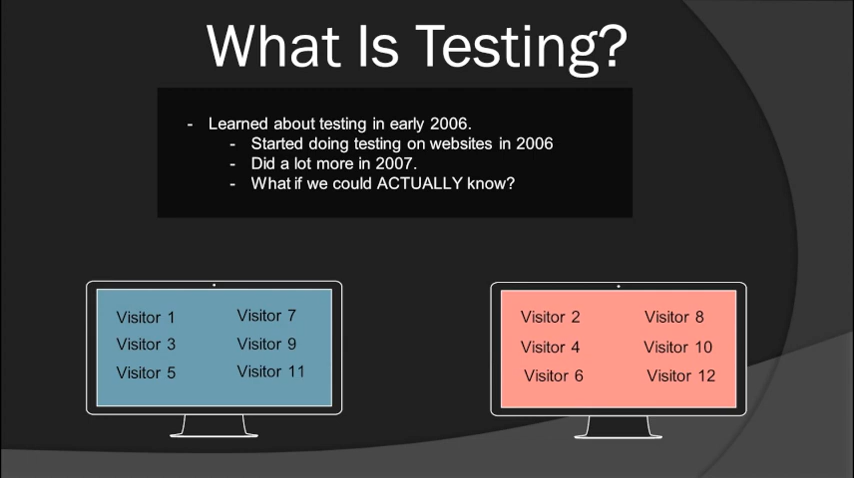 What Is Testing?
- Learned about testing in early 2006.
- Started doing testing on websites in 2006
- Did a lot more in 2007.
- What if we could ACTUALLY know?
Visitor 1
Visitor 3
Visitor 5
Visitor 7
Visitor 9
Visitor 11
Visitor 2
Visitor 4
Visitor 6
Visitor 8
Visitor 10
Visitor 12